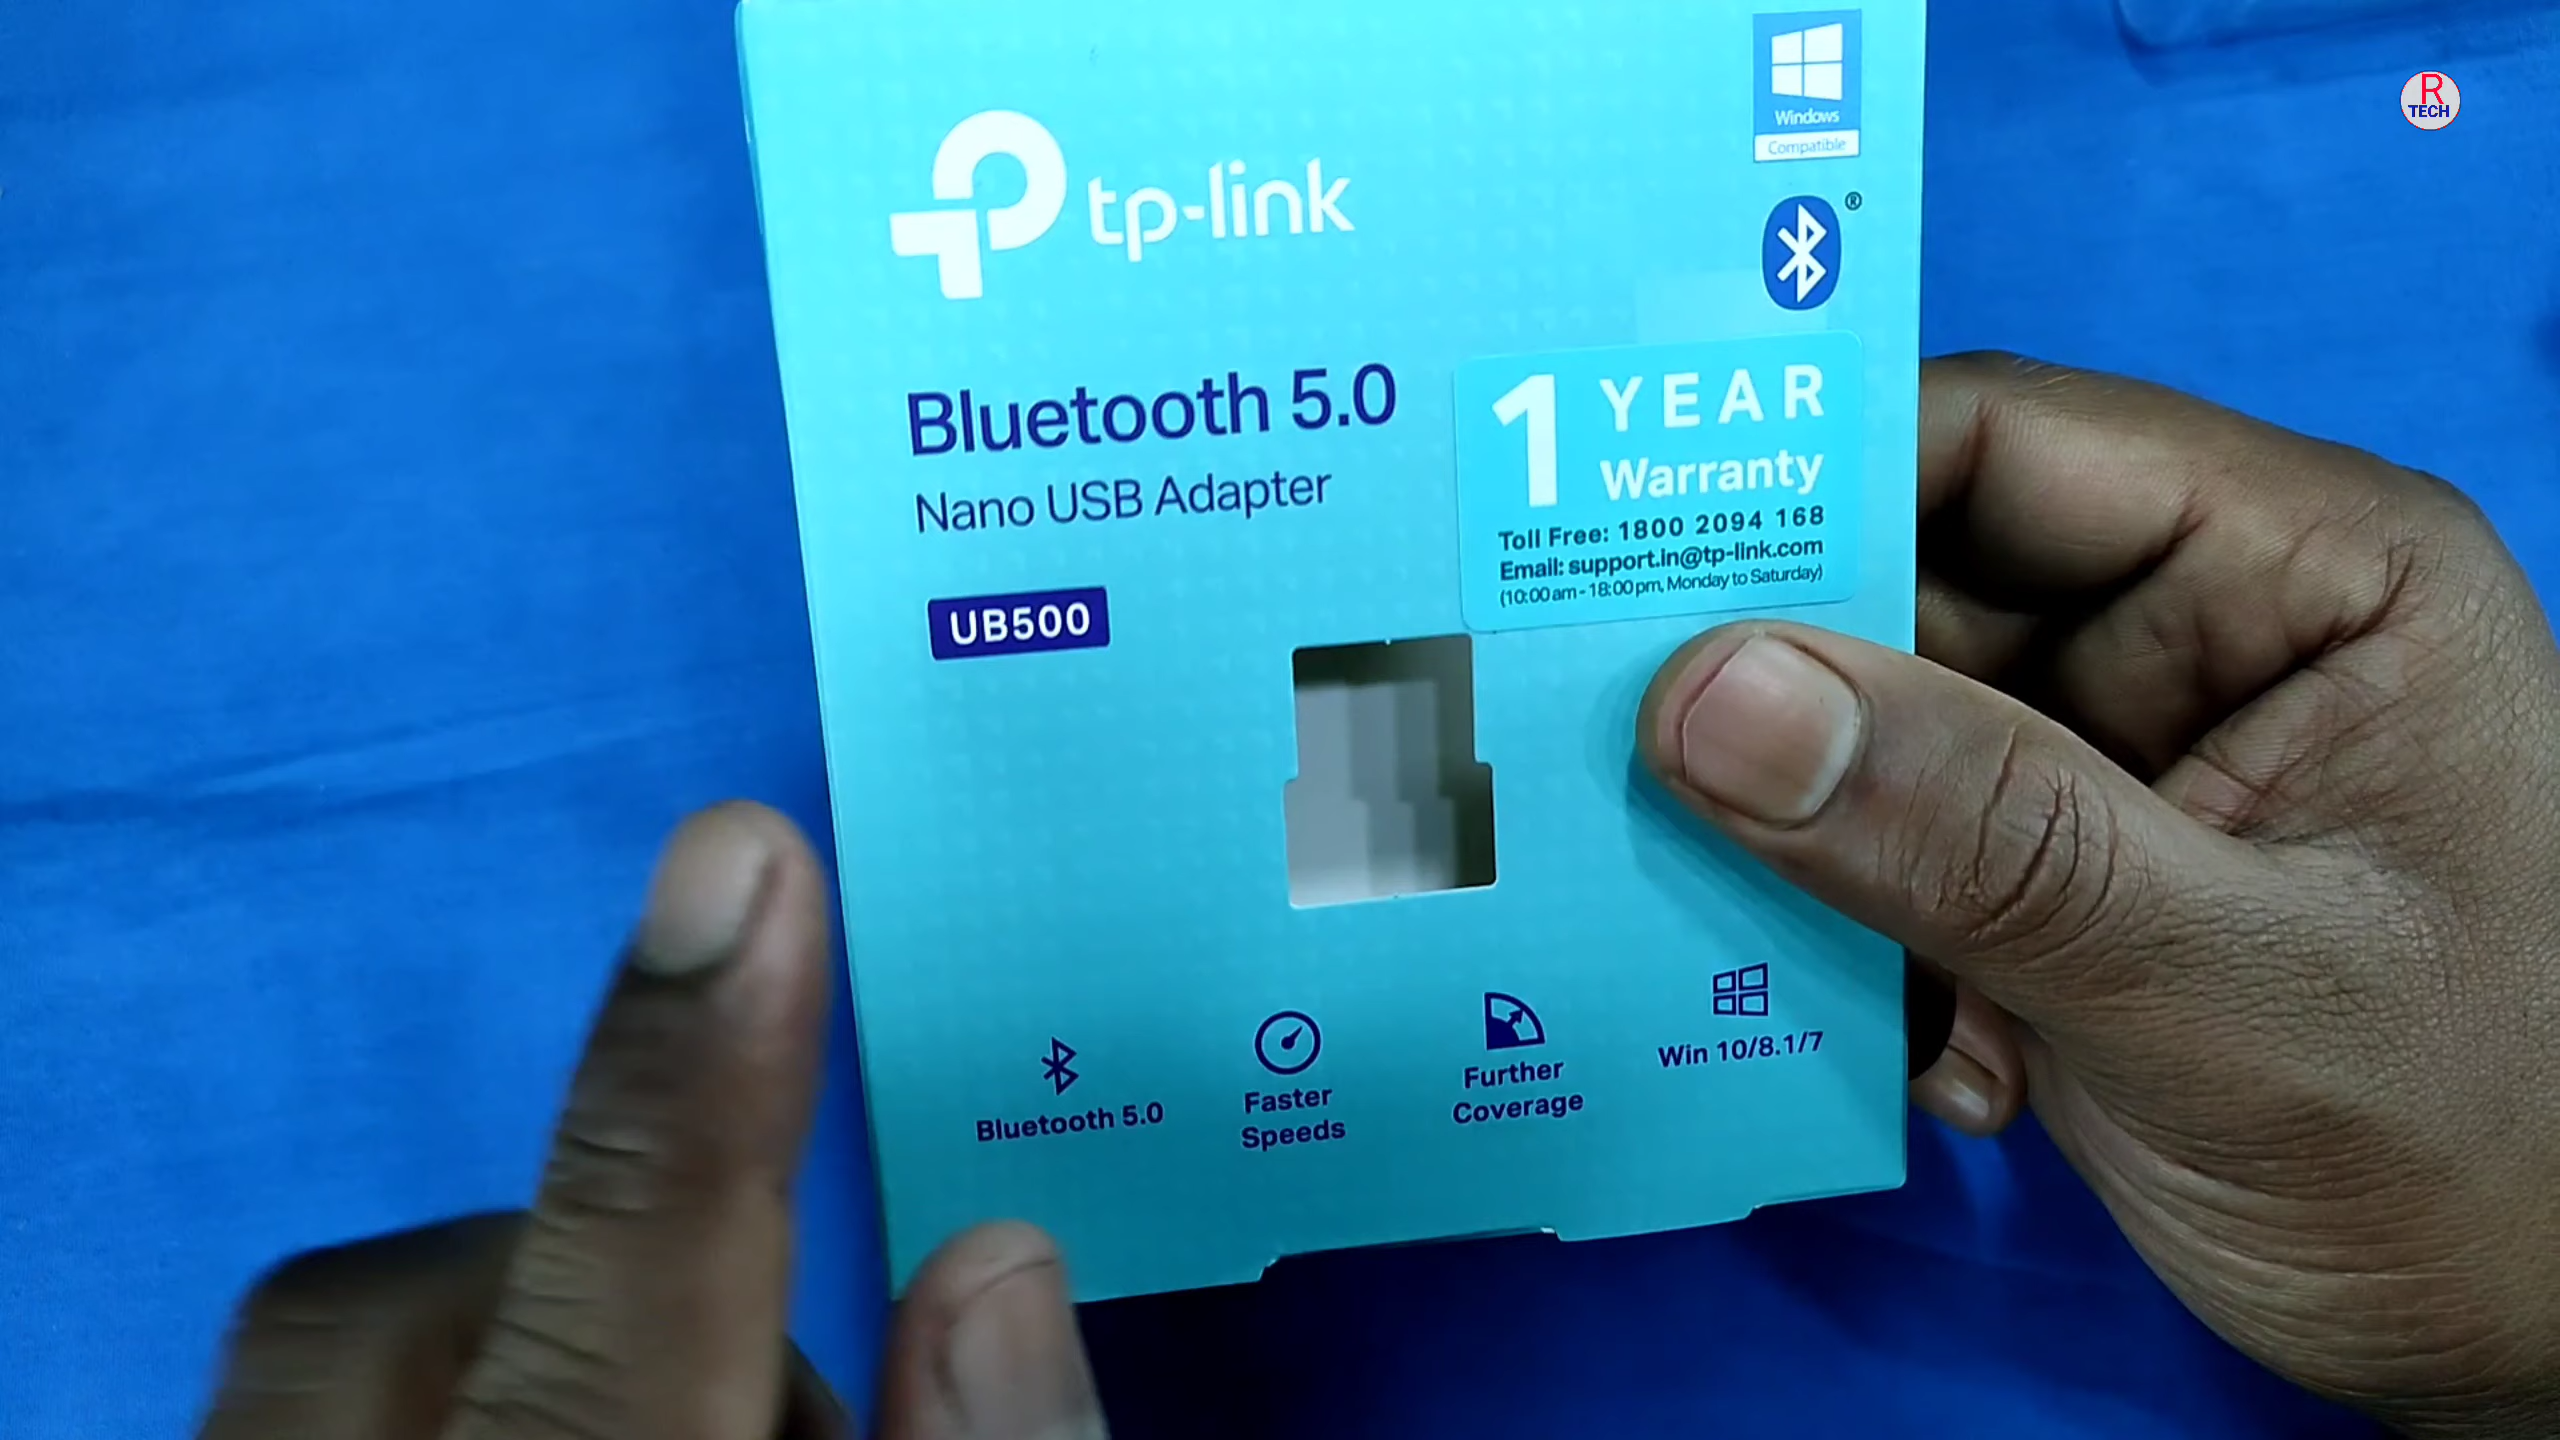 R
TECH
Windows
Compatible
tp-link
®
Bluetooth 5.0
Nano USB Adapter
UB500
1 YEAR
Warranty
Toll Free: 1800 2094 168
Email: support.in@tp-link.com
(10:00 am - 18:00 pm, Monday to Saturday)
Bluetooth 5.0
Faster
Speeds
Further
Coverage
Win 10/8.1/7